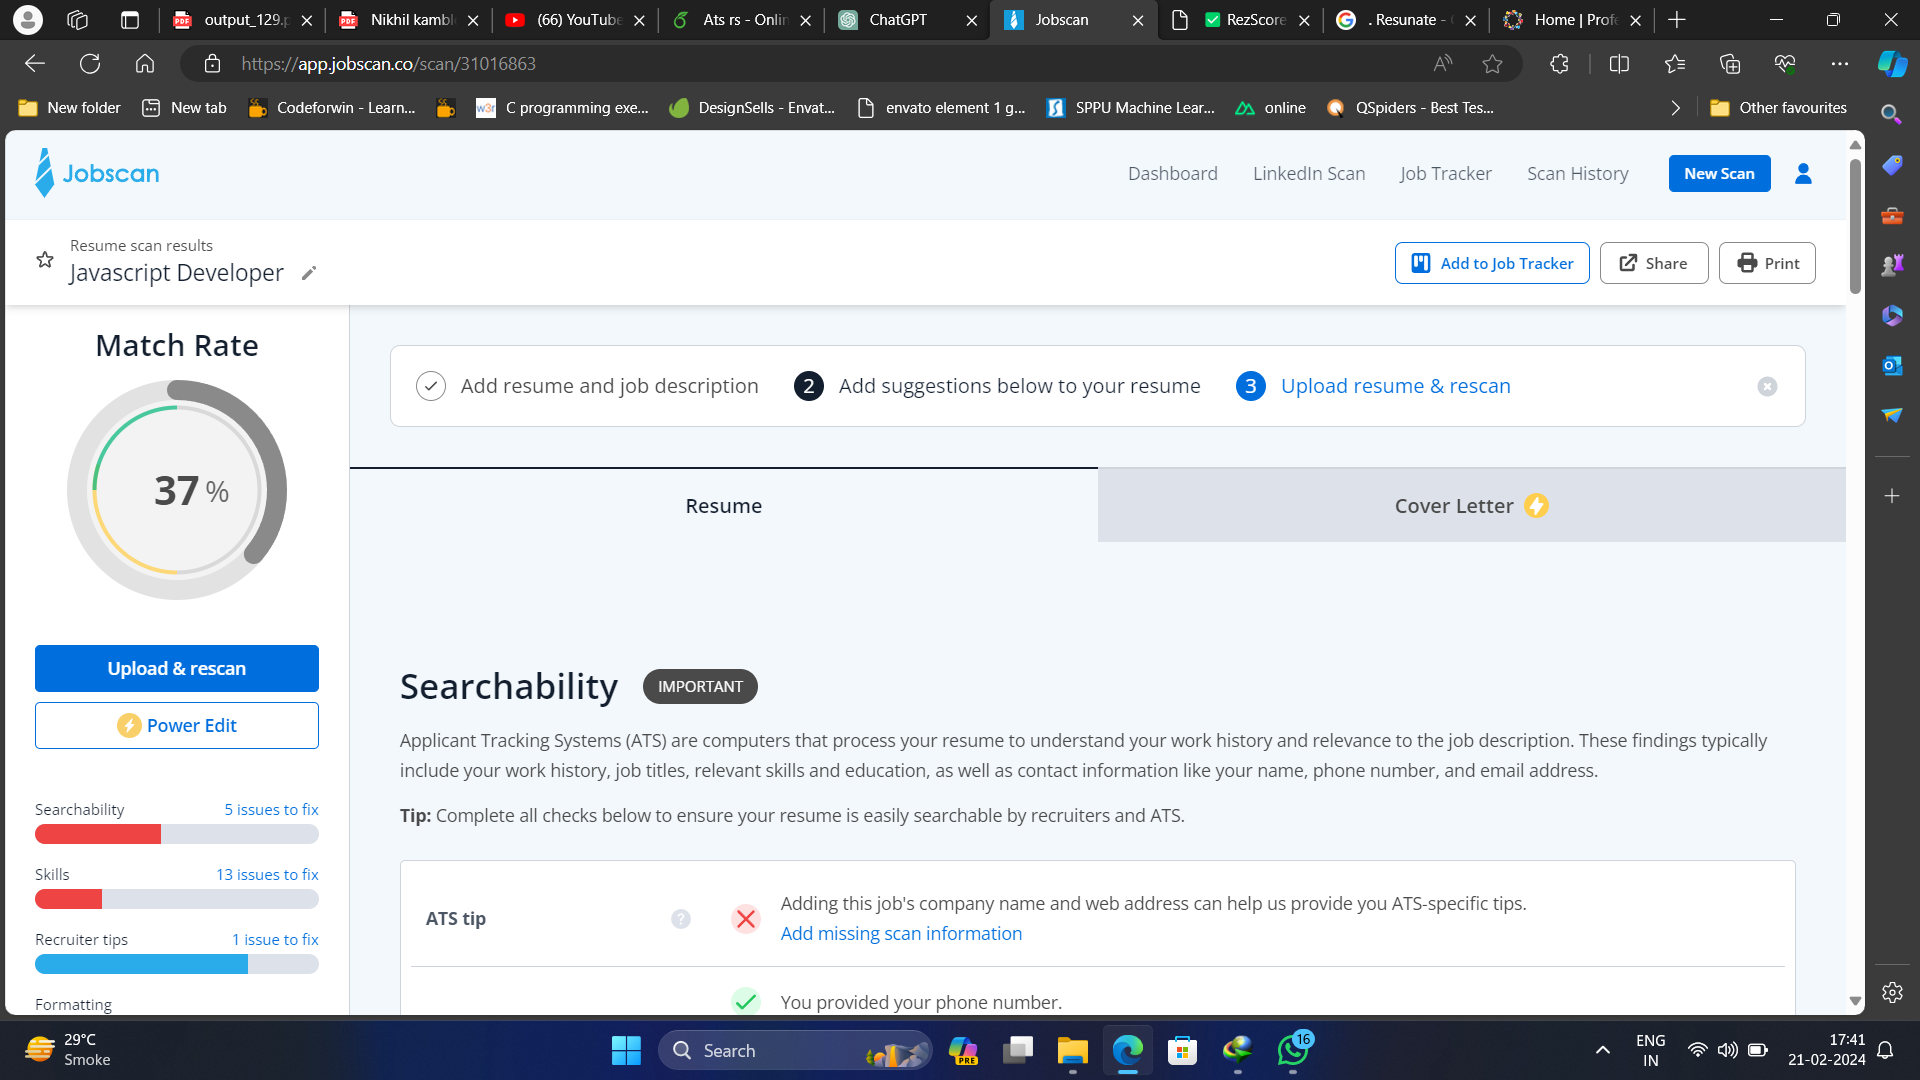 output_129.p
Nikhil kamble
(66) YouTube
Ats rs - Onlin
ChatGPT
Jobscan
RezScore
. Resunate -
Home | Profe
https://app.jobscan.co/scan/31016863
New folder
New tab
Codeforwin - Learn...
w3r
C programming exe...
DesignSells - Envat...
envato element 1 g...
SPPU Machine Lear...
online
QSpiders - Best Tes...
Other favourites
Jobscan
Dashboard
LinkedIn Scan
Job Tracker
Scan History
New Scan
Resume scan results
Javascript Developer
Add to Job Tracker
Share
Print
Match Rate
37 %
Upload & rescan
Power Edit
Searchability 5 issues to fix
Skills 13 issues to fix
Recruiter tips 1 issue to fix
Formatting
Add resume and job description
2 Add suggestions below to your resume
3 Upload resume & rescan
Resume
Cover Letter
Searchability IMPORTANT
Applicant Tracking Systems (ATS) are computers that process your resume to understand your work history and relevance to the job description. These findings typically
include your work history, job titles, relevant skills and education, as well as contact information like your name, phone number, and email address.
Tip: Complete all checks below to ensure your resume is easily searchable by recruiters and ATS.
ATS tip
?
Adding this job's company name and web address can help us provide you ATS-specific tips.
Add missing scan information
You provided your phone number.
29°C
Smoke
Search
PRE
16
ENG
IN
17:41
21-02-2024